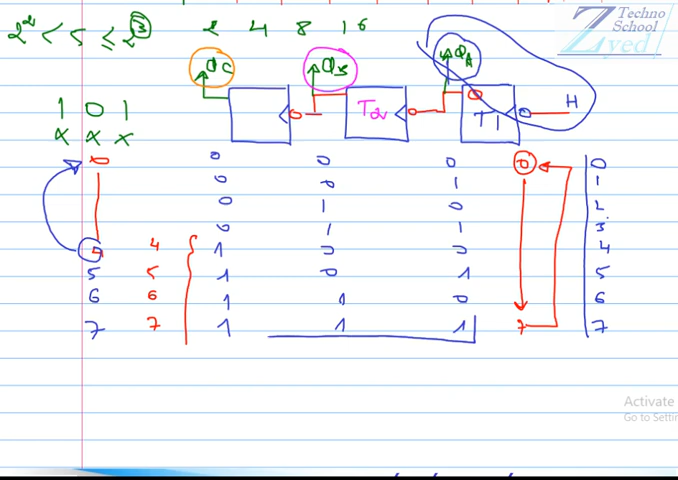 2² < 5 ≤ 2³ 2 4 8 16
Techno
School
Zyed
QC QB QA
T2 T1 H
1 0 1
x x x
0 0 0 0 0 0
0 0 1 1
0 1 0 2
0 1 1 3
4 4 1 0 0 4
5 5 1 0 1 5
6 6 1 1 0 6
7 7 1 1 1 7 7
Activate
Go to Settin